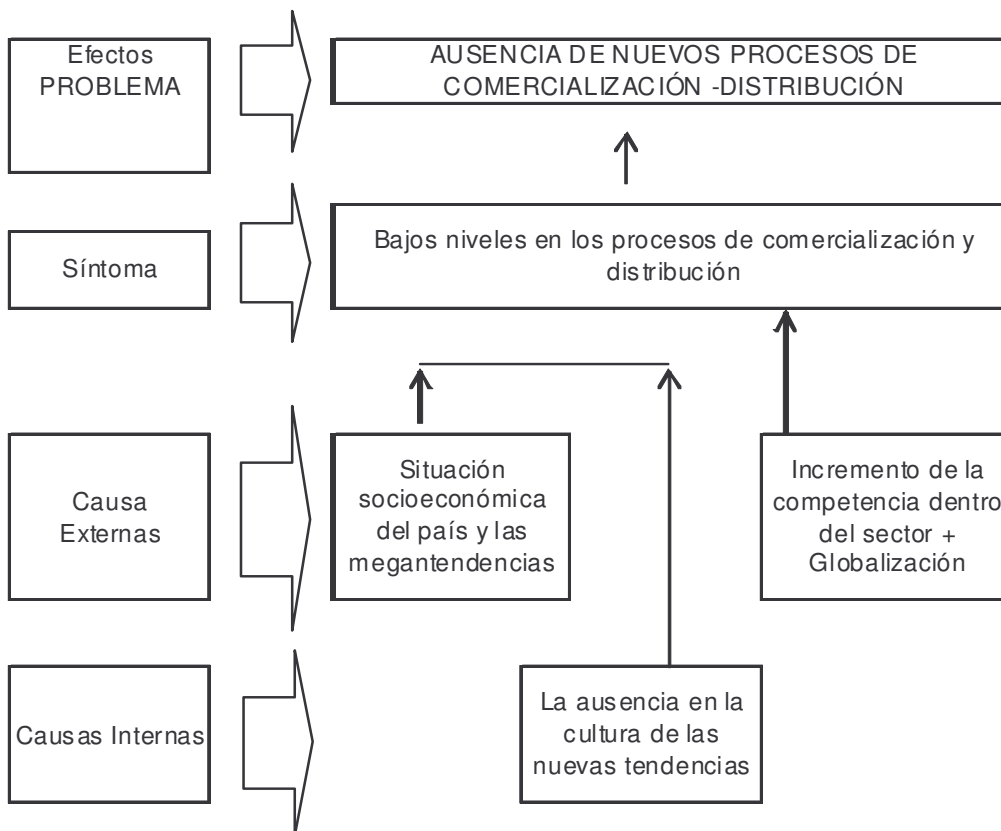 Efectos
PROBLEMA
AUSENCIA DE NUEVOS PROCESOS DE
COMERCIALIZACIÓN -DISTRIBUCIÓN
Síntoma
Bajos niveles en los procesos de comercialización y
distribución
Causa
Externas
Situación
socioeconómica
del país y las
megantendencias
Incremento de la
competencia dentro
del sector +
Globalización
Causas Internas
La ausencia en la
cultura de las
nuevas tendencias